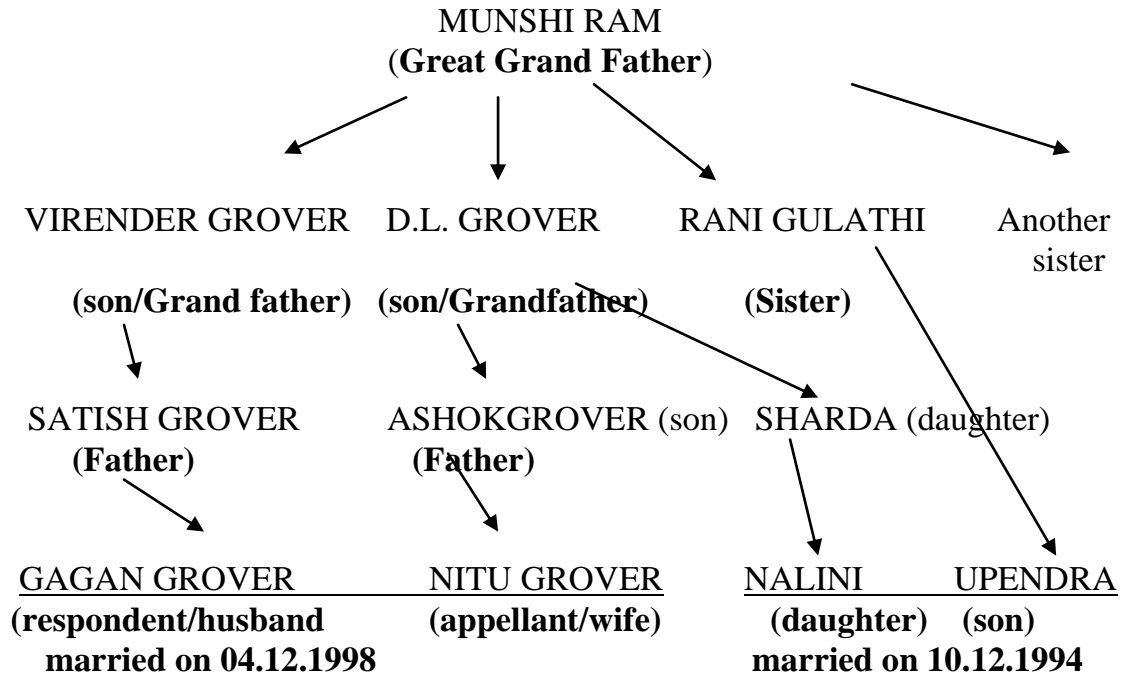 MUNSHI RAM
(Great Grand Father)
VIRENDER GROVER D.L. GROVER RANI GULATHI Another
sister
(son/Grand father) (son/Grandfather) (Sister)
SATISH GROVER ASHOKGROVER (son) SHARDA (daughter)
(Father) (Father)
GAGAN GROVER NITU GROVER NALINI UPENDRA
(respondent/husband (appellant/wife) (daughter) (son)
married on 04.12.1998 married on 10.12.1994